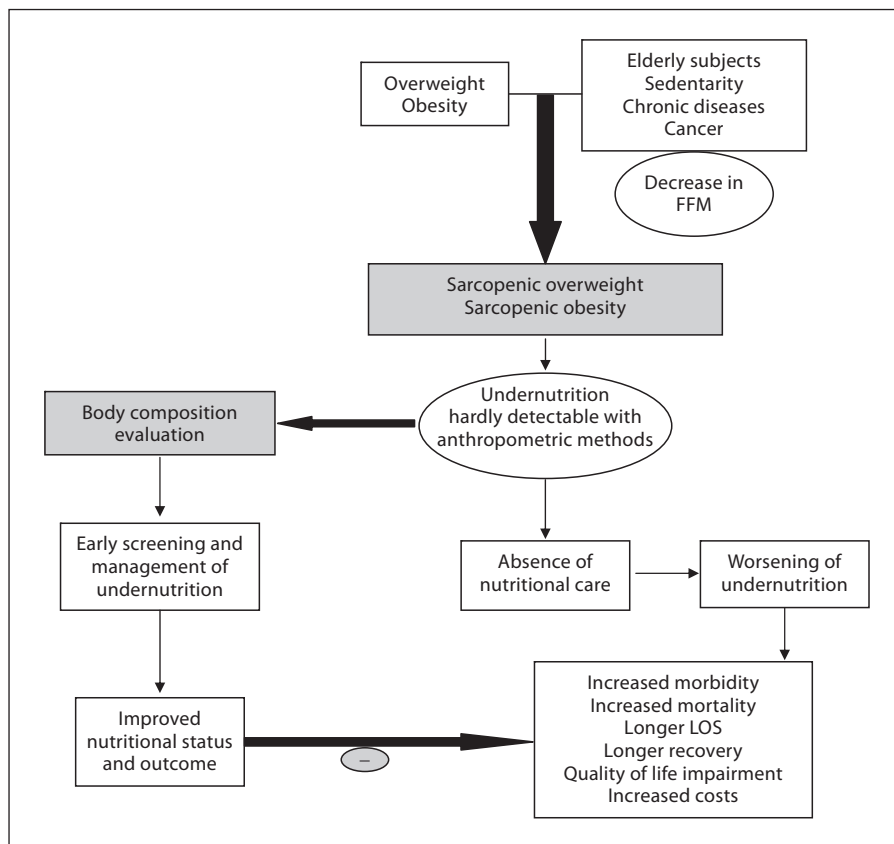 Overweight
Obesity
Elderly subjects
Sedentarity
Chronic diseases
Cancer
Decrease in
FFM
Sarcopenic overweight
Sarcopenic obesity
Undernutrition
hardly detectable with
anthropometric methods
Body composition
evaluation
Early screening and
management of
undernutrition
Absence of
nutritional care
Worsening of
undernutrition
Improved
nutritional status
and outcome
–
Increased morbidity
Increased mortality
Longer LOS
Longer recovery
Quality of life impairment
Increased costs